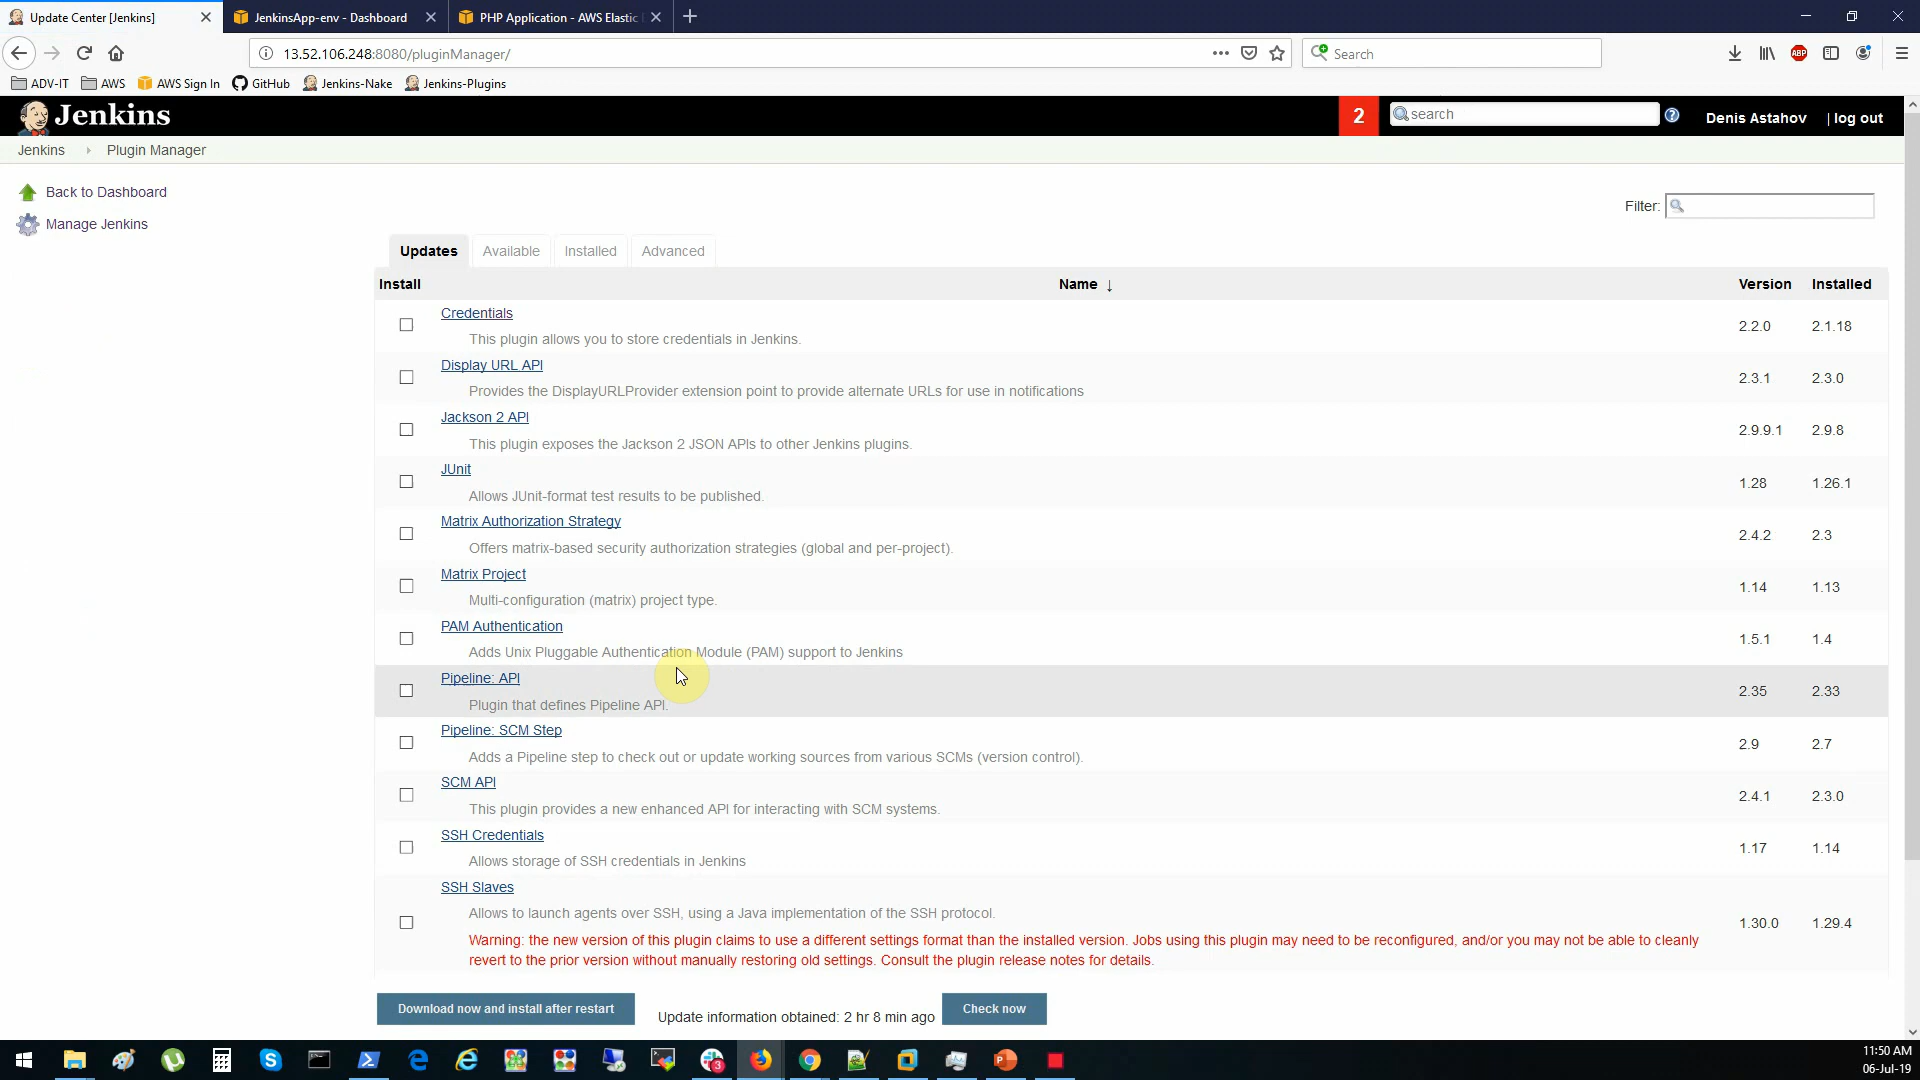 Update Center [Jenkins]
JenkinsApp-env - Dashboard
PHP Application - AWS Elastic
13.52.106.248:8080/pluginManager/
Search
ADV-IT
AWS
AWS Sign In
GitHub
Jenkins-Nake
Jenkins-Plugins
ABP
Jenkins
2
search
Denis Astahov
| log out
Jenkins
Plugin Manager
Back to Dashboard
Manage Jenkins
Filter:
Updates
Available
Installed
Advanced
Install
Name ↓
Version
Installed
Credentials
This plugin allows you to store credentials in Jenkins.
2.2.0
2.1.18
Display URL API
Provides the DisplayURLProvider extension point to provide alternate URLs for use in notifications
2.3.1
2.3.0
Jackson 2 API
This plugin exposes the Jackson 2 JSON APIs to other Jenkins plugins.
2.9.9.1
2.9.8
JUnit
Allows JUnit-format test results to be published.
1.28
1.26.1
Matrix Authorization Strategy
Offers matrix-based security authorization strategies (global and per-project).
2.4.2
2.3
Matrix Project
Multi-configuration (matrix) project type.
1.14
1.13
PAM Authentication
Adds Unix Pluggable Authentication Module (PAM) support to Jenkins
1.5.1
1.4
Pipeline: API
Plugin that defines Pipeline API.
2.35
2.33
Pipeline: SCM Step
Adds a Pipeline step to check out or update working sources from various SCMs (version control).
2.9
2.7
SCM API
This plugin provides a new enhanced API for interacting with SCM systems.
2.4.1
2.3.0
SSH Credentials
Allows storage of SSH credentials in Jenkins
1.17
1.14
SSH Slaves
Allows to launch agents over SSH, using a Java implementation of the SSH protocol.
Warning: the new version of this plugin claims to use a different settings format than the installed version. Jobs using this plugin may need to be reconfigured, and/or you may not be able to cleanly
revert to the prior version without manually restoring old settings. Consult the plugin release notes for details.
1.30.0
1.29.4
Download now and install after restart
Update information obtained: 2 hr 8 min ago
Check now
3
11:50 AM
06-Jul-19